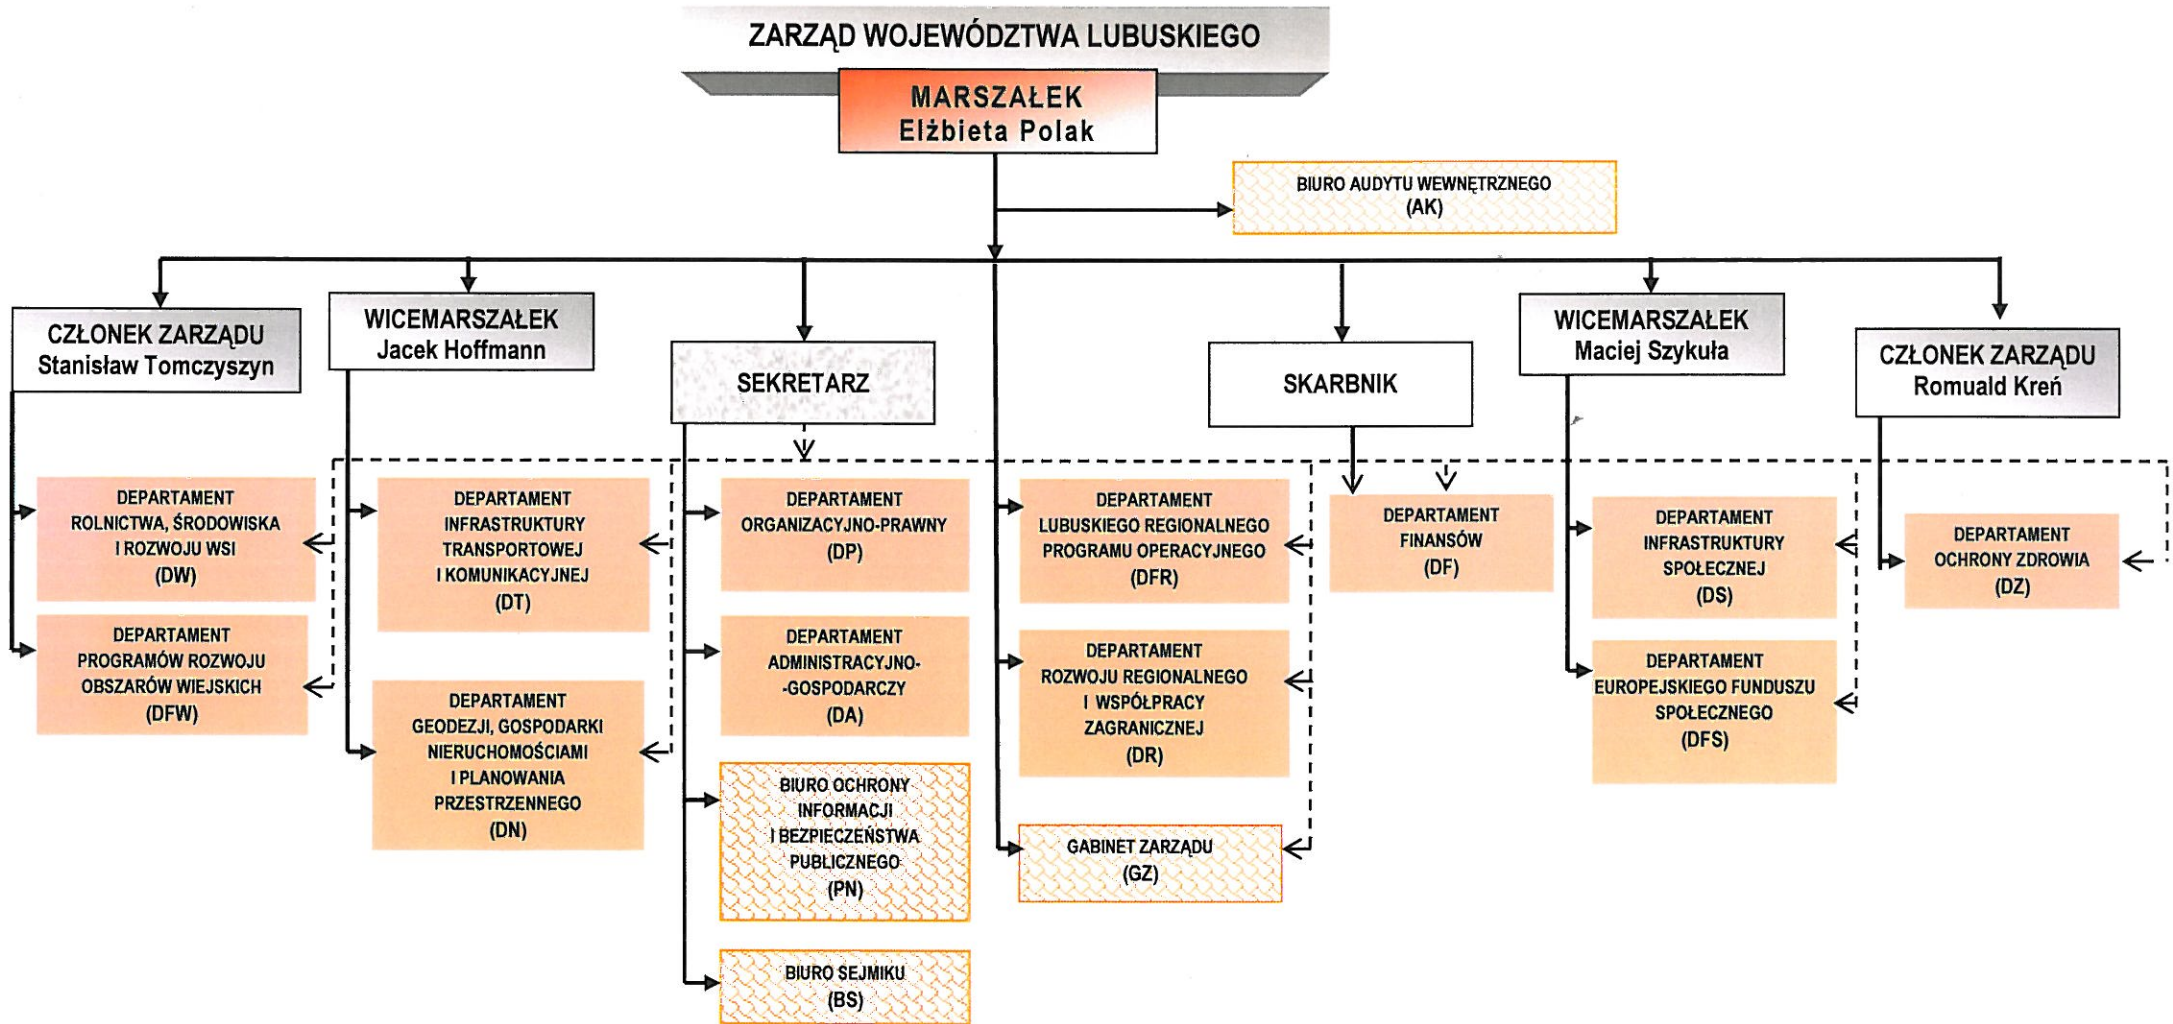 ZARZĄD WOJEWÓDZTWA LUBUSKIEGO
MARSZAŁEK
Elżbieta Polak
BIURO AUDYTU WEWNĘTRZNEGO
(AK)
CZŁONEK ZARZĄDU
Stanisław Tomczyszyn
WICEMARSZAŁEK
Jacek Hoffmann
SEKRETARZ
SKARBNIK
WICEMARSZAŁEK
Maciej Szykuła
CZŁONEK ZARZĄDU
Romuald Kreń
DEPARTAMENT
ROLNICTWA, ŚRODOWISKA
I ROZWOJU WSI
(DW)
DEPARTAMENT
PROGRAMÓW ROZWOJU
OBSZARÓW WIEJSKICH
(DFW)
DEPARTAMENT
INFRASTRUKTURY
TRANSPORTOWEJ
I KOMUNIKACYJNEJ
(DT)
DEPARTAMENT
GEODEZJI, GOSPODARKI
NIERUCHOMOŚCIAMI
I PLANOWANIA
PRZESTRZENNEGO
(DN)
DEPARTAMENT
ORGANIZACYJNO-PRAWNY
(DP)
DEPARTAMENT
ADMINISTRACYJNO-
-GOSPODARCZY
(DA)
BIURO OCHRONY
INFORMACJI
I BEZPIECZEŃSTWA
PUBLICZNEGO
(PN)
BIURO SEJMIKU
(BS)
DEPARTAMENT
LUBUSKIEGO REGIONALNEGO
PROGRAMU OPERACYJNEGO
(DFR)
DEPARTAMENT
ROZWOJU REGIONALNEGO
I WSPÓŁPRACY
ZAGRANICZNEJ
(DR)
GABINET ZARZĄDU
(GZ)
DEPARTAMENT
FINANSÓW
(DF)
DEPARTAMENT
INFRASTRUKTURY
SPOŁECZNEJ
(DS)
DEPARTAMENT
EUROPEJSKIEGO FUNDUSZU
SPOŁECZNEGO
(DFS)
DEPARTAMENT
OCHRONY ZDROWIA
(DZ)